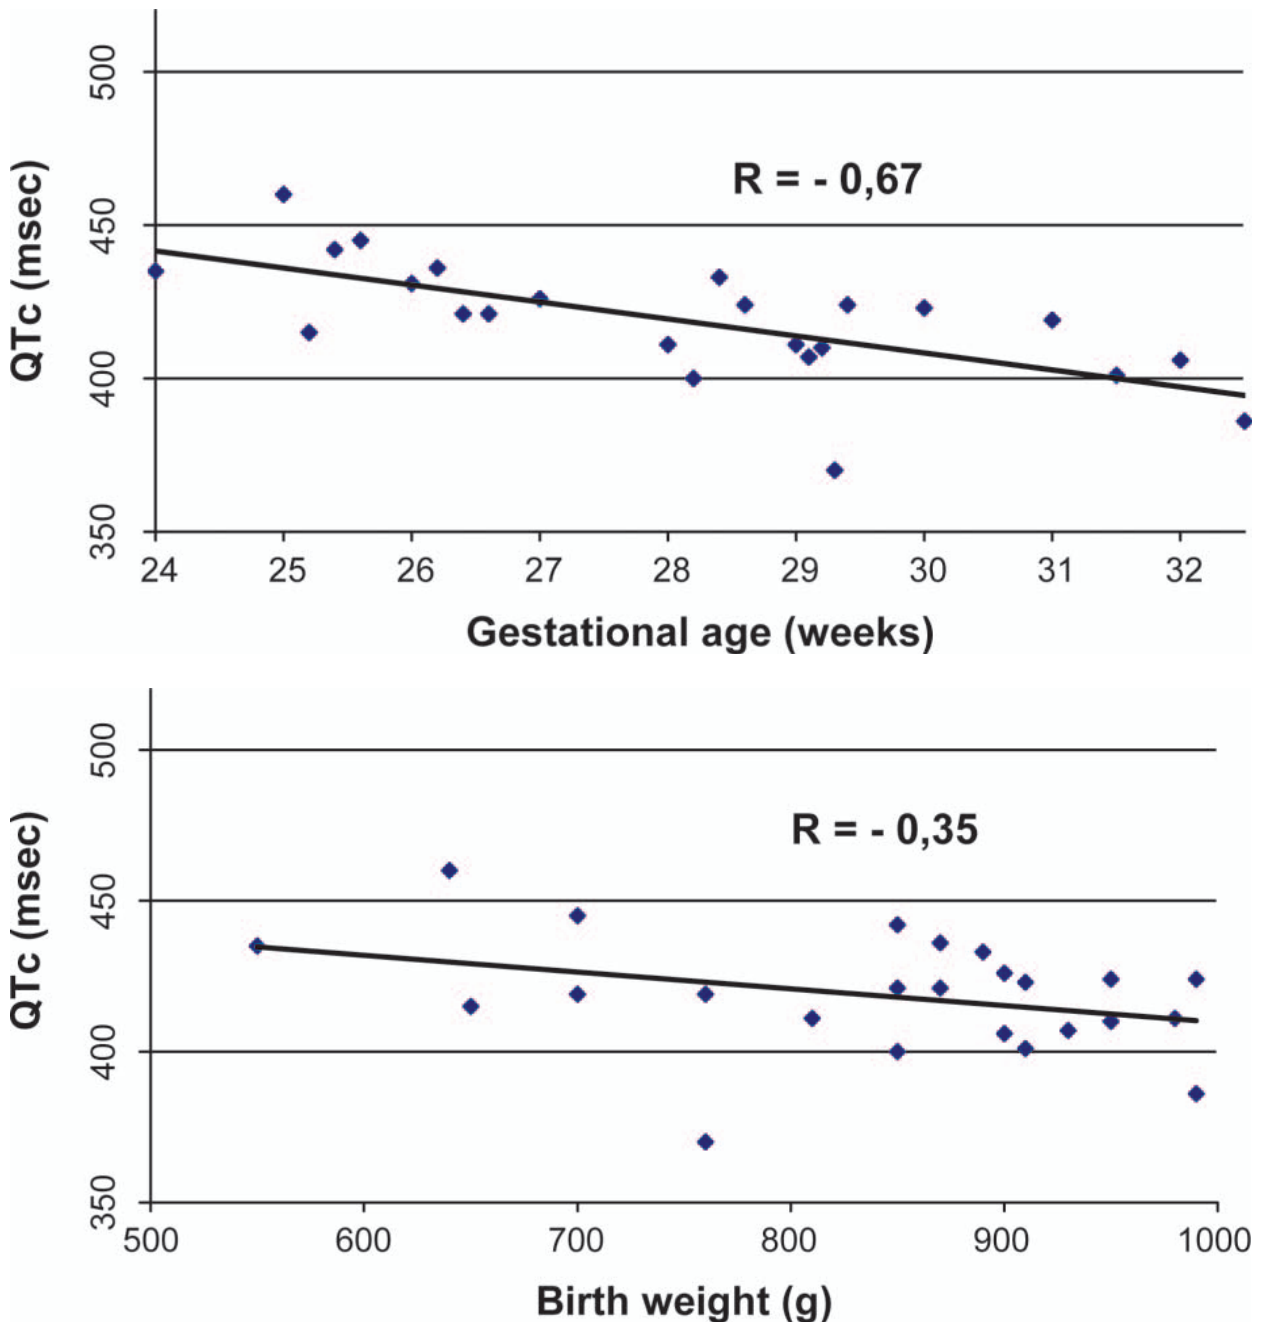 500
R = - 0,67
450
QTc (msec)
400
350
24 25 26 27 28 29 30 31 32
Gestational age (weeks)
500
R = - 0,35
450
QTc (msec)
400
350
500 600 700 800 900 1000
Birth weight (g)